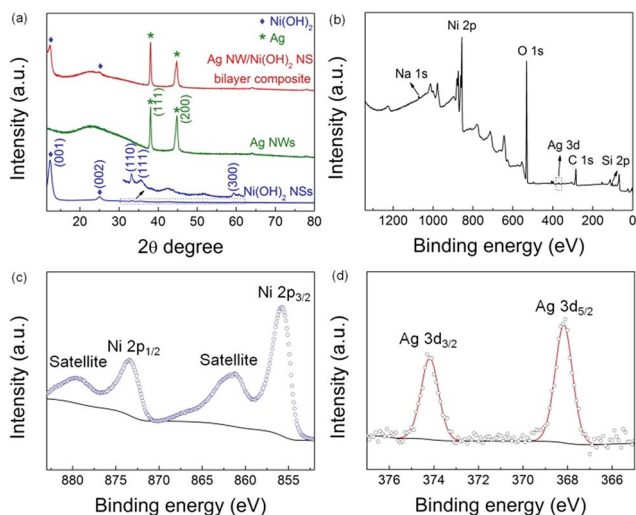 (a)
Intensity (a.u.)
♦ Ni(OH)₂
* Ag
Ag NW/Ni(OH)₂ NS
bilayer composite
(111)
(200)
Ag NWs
(001)
(002)
(110)
(111)
(300)
Ni(OH)₂ NSs
10 20 30 40 50 60 70 80
2θ degree
(b)
Intensity (a.u.)
Ni 2p
O 1s
Na 1s
Ag 3d
C 1s
Si 2p
1200 1000 800 600 400 200 0
Binding energy (eV)
(c)
Intensity (a.u.)
Ni 2p₃/₂
Ni 2p₁/₂
Satellite
Satellite
880 875 870 865 860 855
Binding energy (eV)
(d)
Intensity (a.u.)
Ag 3d₅/₂
Ag 3d₃/₂
376 374 372 370 368 366
Binding energy (eV)